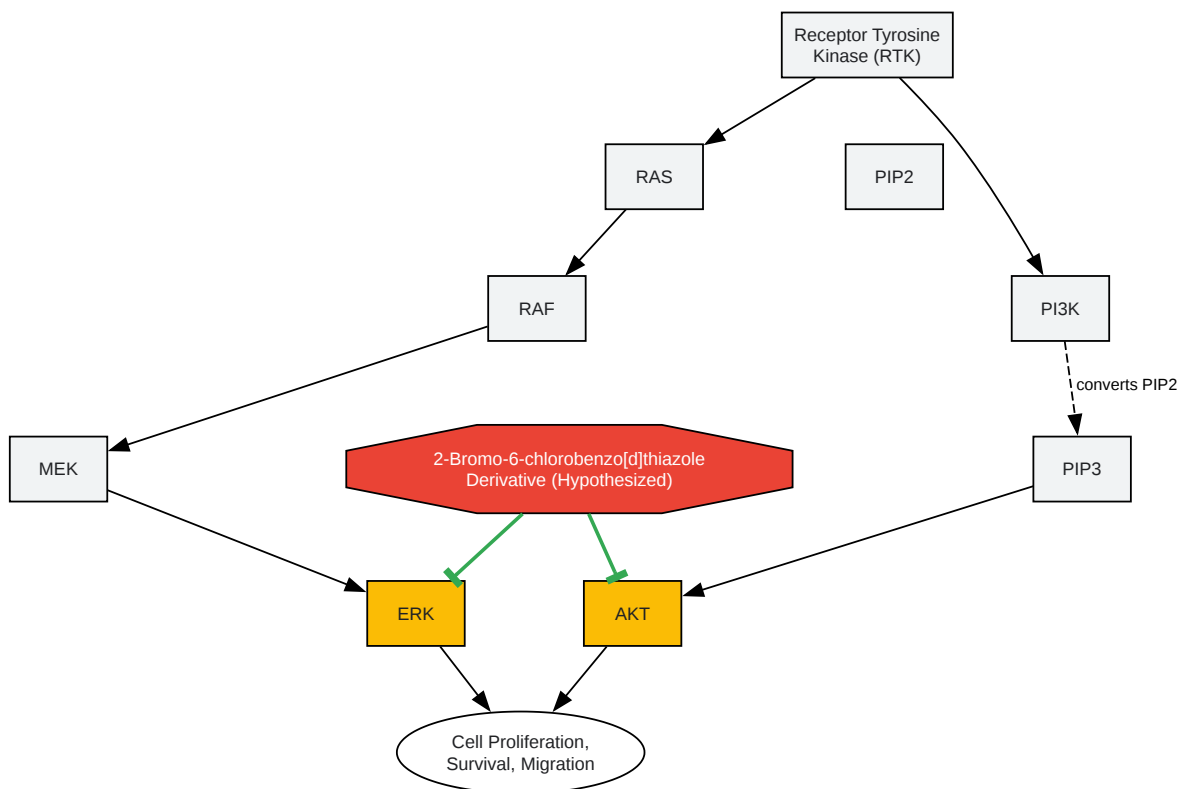 Receptor Tyrosine
Kinase (RTK)
RAS
PIP2
RAF
PI3K
converts PIP2
MEK
2-Bromo-6-chlorobenzo[d]thiazole
Derivative (Hypothesized)
PIP3
ERK
AKT
Cell Proliferation,
Survival, Migration